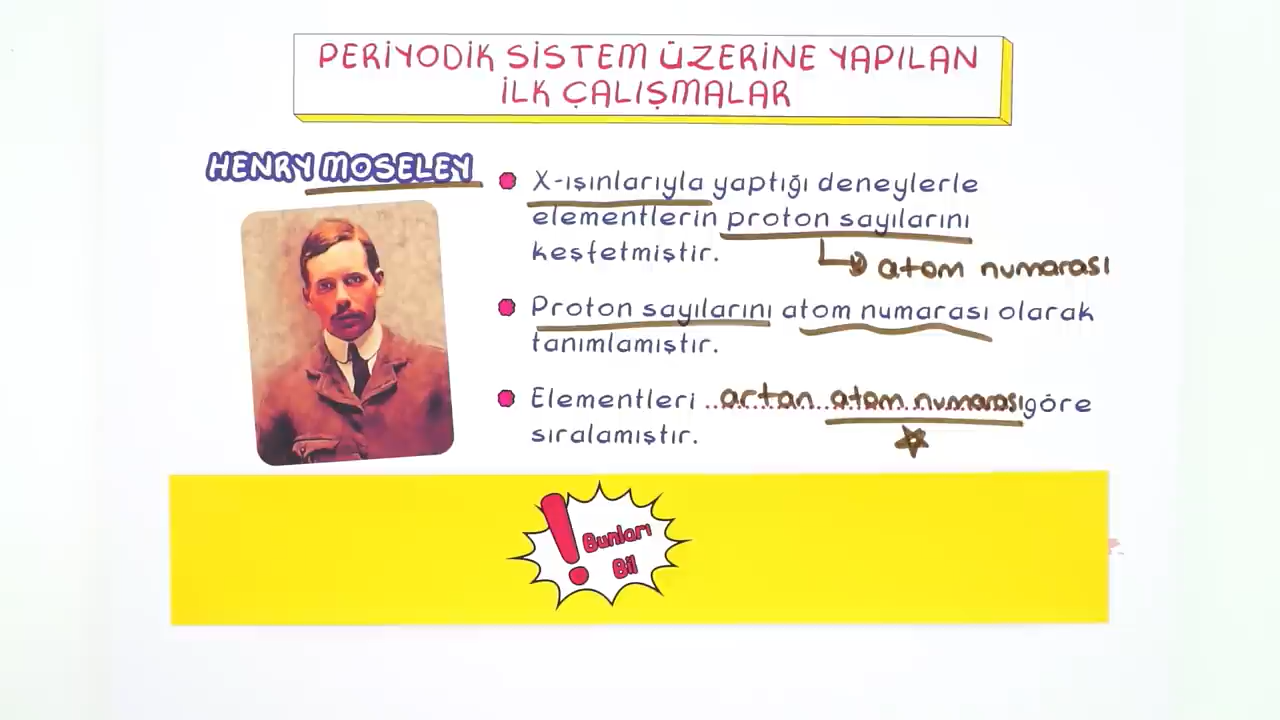 PERİYODİK SİSTEM ÜZERİNE YAPILAN
İLK ÇALIŞMALAR
HENRY MOSELEY
X-ışınlarıyla yaptığı deneylerle
elementlerin proton sayılarını
keşfetmiştir.
atom numarası
Proton sayılarını atom numarası olarak
tanımlamıştır.
Elementleri artan atom numarası göre
sıralamıştır.
Bunları
Bil